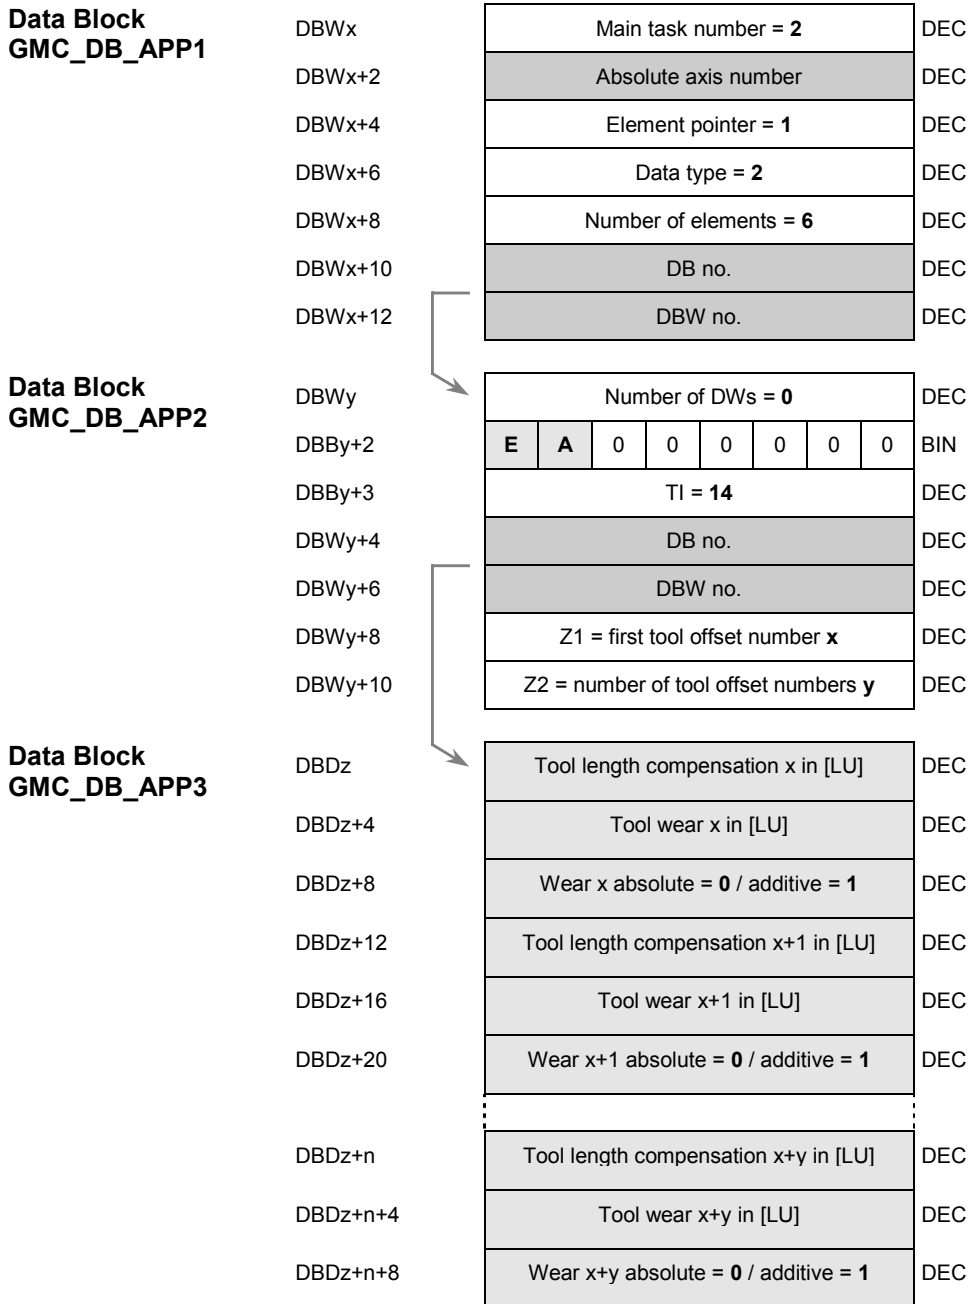 Data Block
GMC_DB_APP1
DBWx Main task number = 2 DEC
DBWx+2 Absolute axis number DEC
DBWx+4 Element pointer = 1 DEC
DBWx+6 Data type = 2 DEC
DBWx+8 Number of elements = 6 DEC
DBWx+10 DB no. DEC
DBWx+12 DBW no. DEC
Data Block
GMC_DB_APP2
DBWy Number of DWs = 0 DEC
DBBy+2 E A 0 0 0 0 0 0 BIN
DBBy+3 TI = 14 DEC
DBWy+4 DB no. DEC
DBWy+6 DBW no. DEC
DBWy+8 Z1 = first tool offset number x DEC
DBWy+10 Z2 = number of tool offset numbers y DEC
Data Block
GMC_DB_APP3
DBDz Tool length compensation x in [LU] DEC
DBDz+4 Tool wear x in [LU] DEC
DBDz+8 Wear x absolute = 0 / additive = 1 DEC
DBDz+12 Tool length compensation x+1 in [LU] DEC
DBDz+16 Tool wear x+1 in [LU] DEC
DBDz+20 Wear x+1 absolute = 0 / additive = 1 DEC
DBDz+n Tool length compensation x+y in [LU] DEC
DBDz+n+4 Tool wear x+y in [LU] DEC
DBDz+n+8 Wear x+y absolute = 0 / additive = 1 DEC